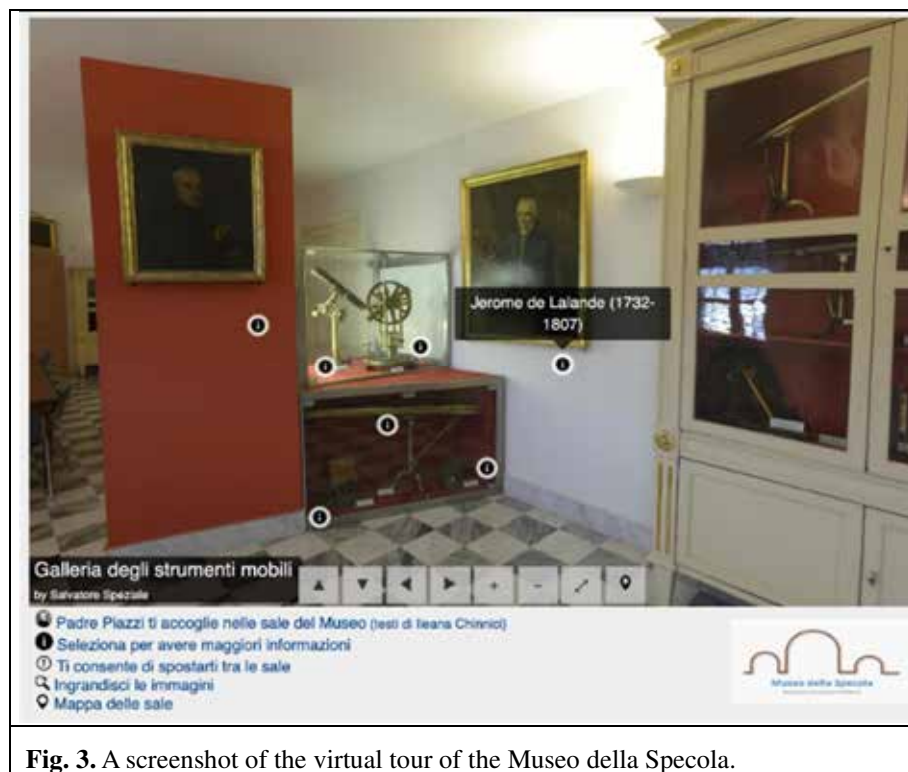 Jerome de Lalande (1732-
1807)
Galleria degli strumenti mobili
by Salvatore Speziale
Padre Piazzi ti accoglie nelle sale del Museo (testi di Ileana Chinnici)
Seleziona per avere maggiori informazioni
Ti consente di spostarti tra le sale
Ingrandisci le immagini
Mappa delle sale
Museo della Specola
Fig. 3. A screenshot of the virtual tour of the Museo della Specola.